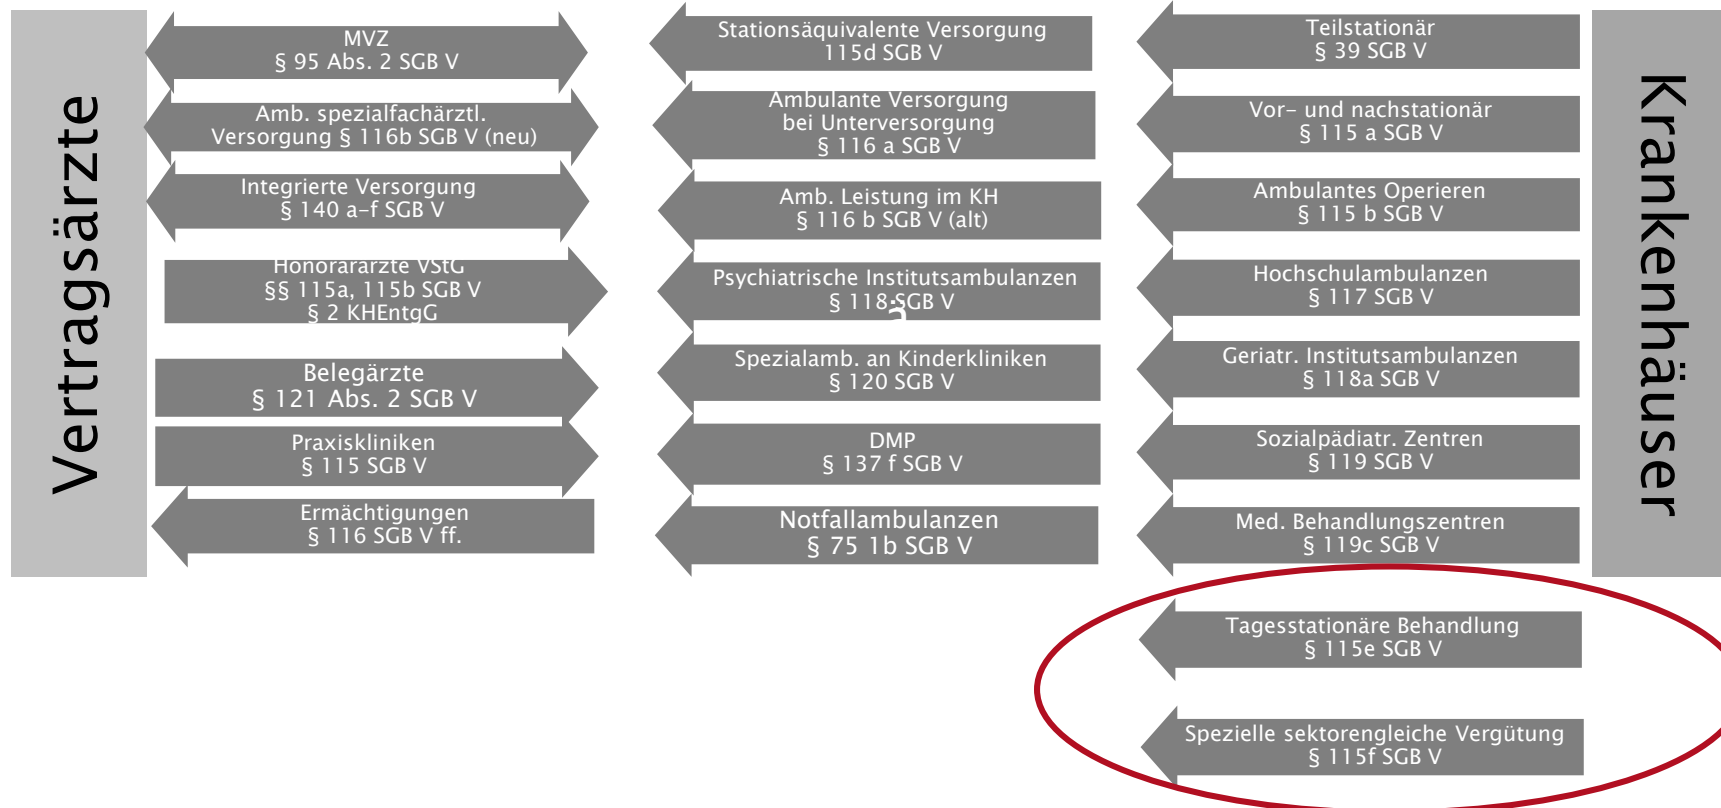 Vertragsärzte
MVZ
§ 95 Abs. 2 SGB V
Amb. spezialfachärztl.
Versorgung § 116b SGB V (neu)
Integrierte Versorgung
§ 140 a-f SGB V
Honorarärzte VStG
§§ 115a, 115b SGB V
§ 2 KHEntgG
Belegärzte
§ 121 Abs. 2 SGB V
Praxiskliniken
§ 115 SGB V
Ermächtigungen
§ 116 SGB V ff.
Stationsäquivalente Versorgung
115d SGB V
Ambulante Versorgung
bei Unterversorgung
§ 116 a SGB V
Amb. Leistung im KH
§ 116 b SGB V (alt)
Psychiatrische Institutsambulanzen
§ 118 SGB V
Spezialamb. an Kinderkliniken
§ 120 SGB V
DMP
§ 137 f SGB V
Notfallambulanzen
§ 75 1b SGB V
Teilstationär
§ 39 SGB V
Vor- und nachstationär
§ 115 a SGB V
Ambulantes Operieren
§ 115 b SGB V
Hochschulambulanzen
§ 117 SGB V
Geriatr. Institutsambulanzen
§ 118a SGB V
Sozialpädiatr. Zentren
§ 119 SGB V
Med. Behandlungszentren
§ 119c SGB V
Tagesstationäre Behandlung
§ 115e SGB V
Spezielle sektorengleiche Vergütung
§ 115f SGB V
Krankenhäuser